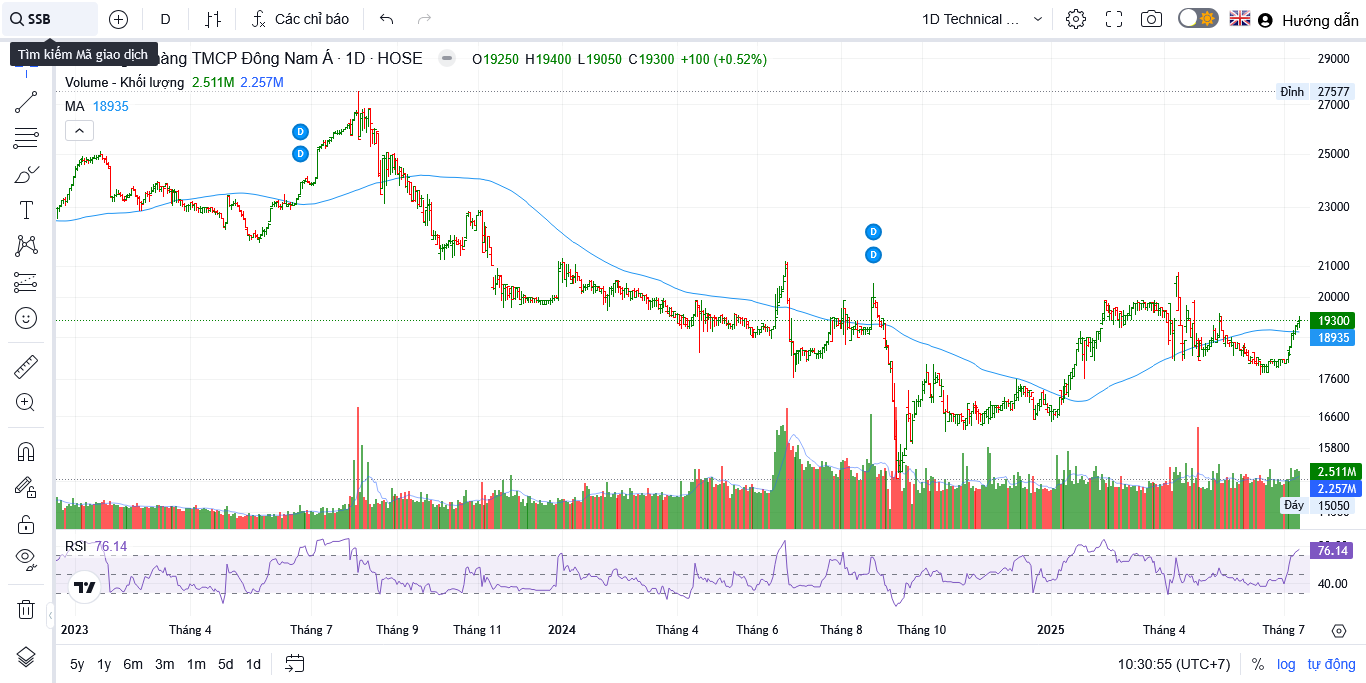 SSB
D
Các chỉ báo
1D Technical ...
Hướng dẫn
Tìm kiếm Mã giao dịch
hàng TMCP Đông Nam Á · 1D · HOSE
O19250 H19400 L19050 C19300 +100 (+0.52%)
Volume - Khối lượng 2.511M 2.257M
MA 18935
29000
Đỉnh 27577
27000
25000
23000
21000
20000
19300
18935
17600
16600
15800
2.511M
2.257M
Đáy 15050
D
D
D
D
RSI 76.14
76.14
40.00
2023 Tháng 4 Tháng 7 Tháng 9 Tháng 11 2024 Tháng 4 Tháng 6 Tháng 8 Tháng 10 2025 Tháng 4 Tháng 7
5y 1y 6m 3m 1m 5d 1d
10:30:55 (UTC+7) % log tự động